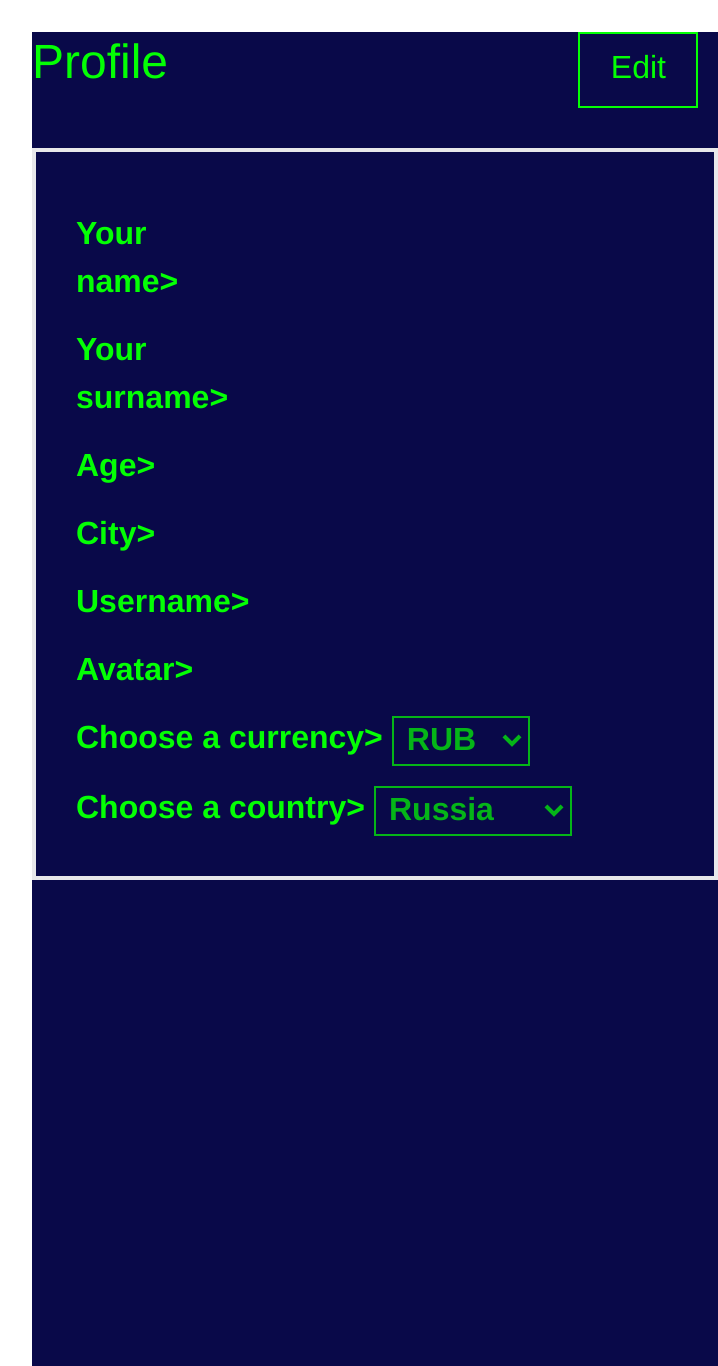 Profile
Edit
Your
name>
Your
surname>
Age>
City>
Username>
Avatar>
Choose a currency> RUB
Choose a country> Russia